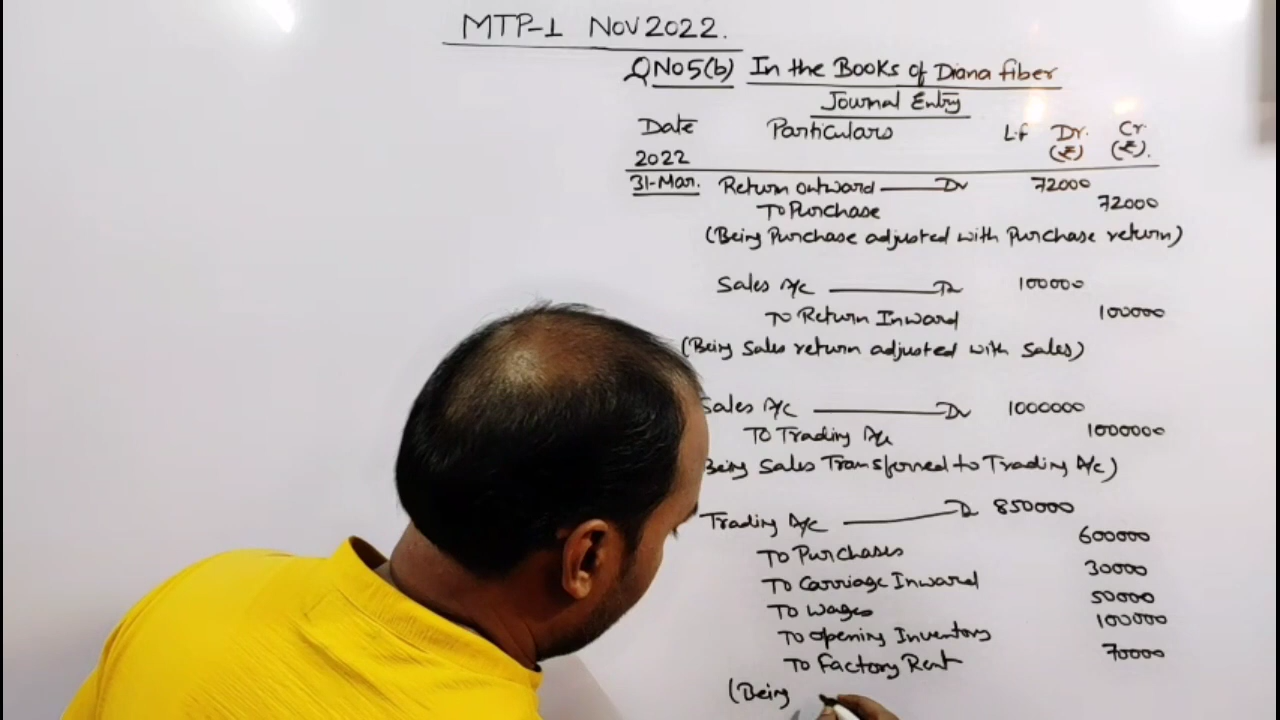 MTP-1 Nov 2022.
Q No 5(b) In the Books of Diana fiber
Journal Entry
Date Particulars L.f Dr. (₹) Cr. (₹).
2022
31-Mar. Return outward Dr 72000
To Purchase 72000
(Being Purchase adjusted with Purchase return)
Sales A/c Dr 100000
To Return Inward 100000
(Being Sales return adjusted with Sales)
Sales A/c Dr 1000000
To Trading A/c 1000000
Being Sales Transferred to Trading A/c)
Trading A/c Dr 850000
To Purchases 600000
To Carriage Inward 30000
To Wages 50000
To opening Inventory 100000
To Factory Rent 70000
(Being